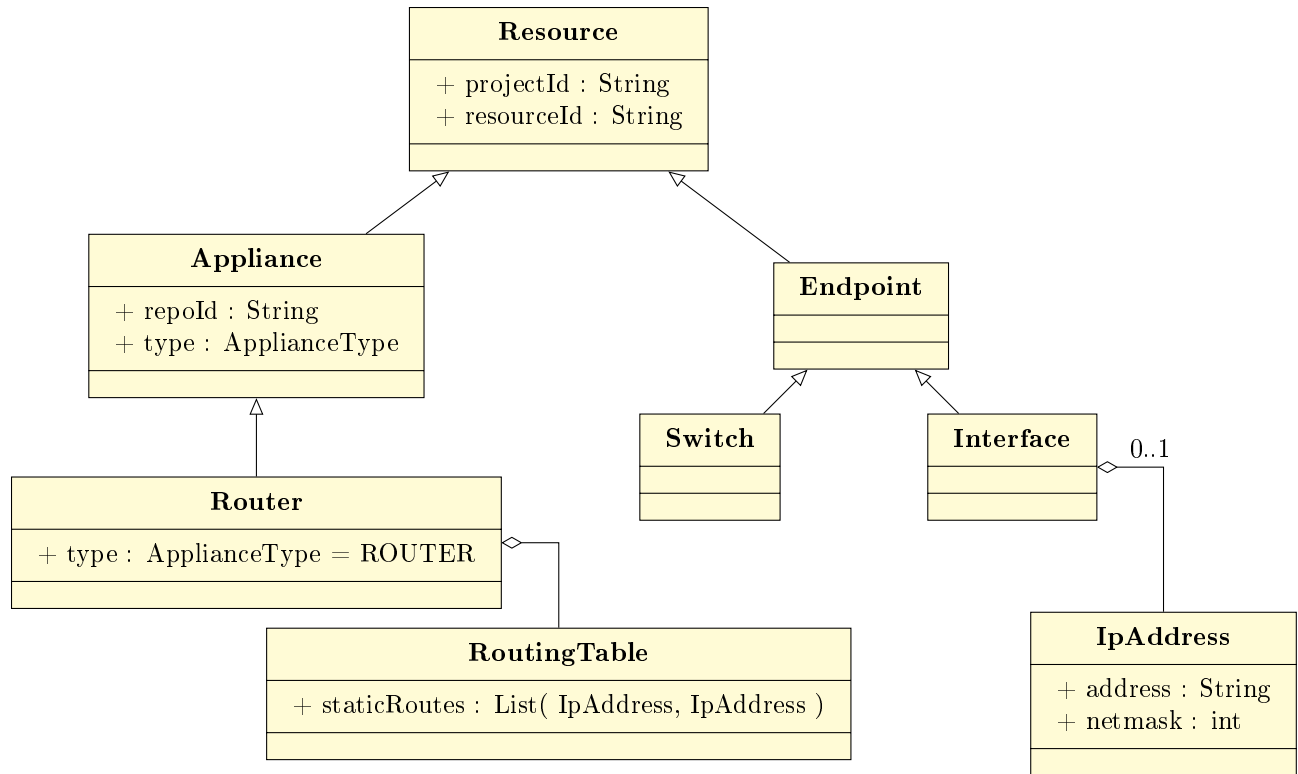 Resource
+ projectId : String
+ resourceId : String
Appliance
+ repoId : String
+ type : ApplianceType
Endpoint
Switch
Interface
0..1
Router
+ type : ApplianceType = ROUTER
RoutingTable
+ staticRoutes : List( IpAddress, IpAddress )
IpAddress
+ address : String
+ netmask : int